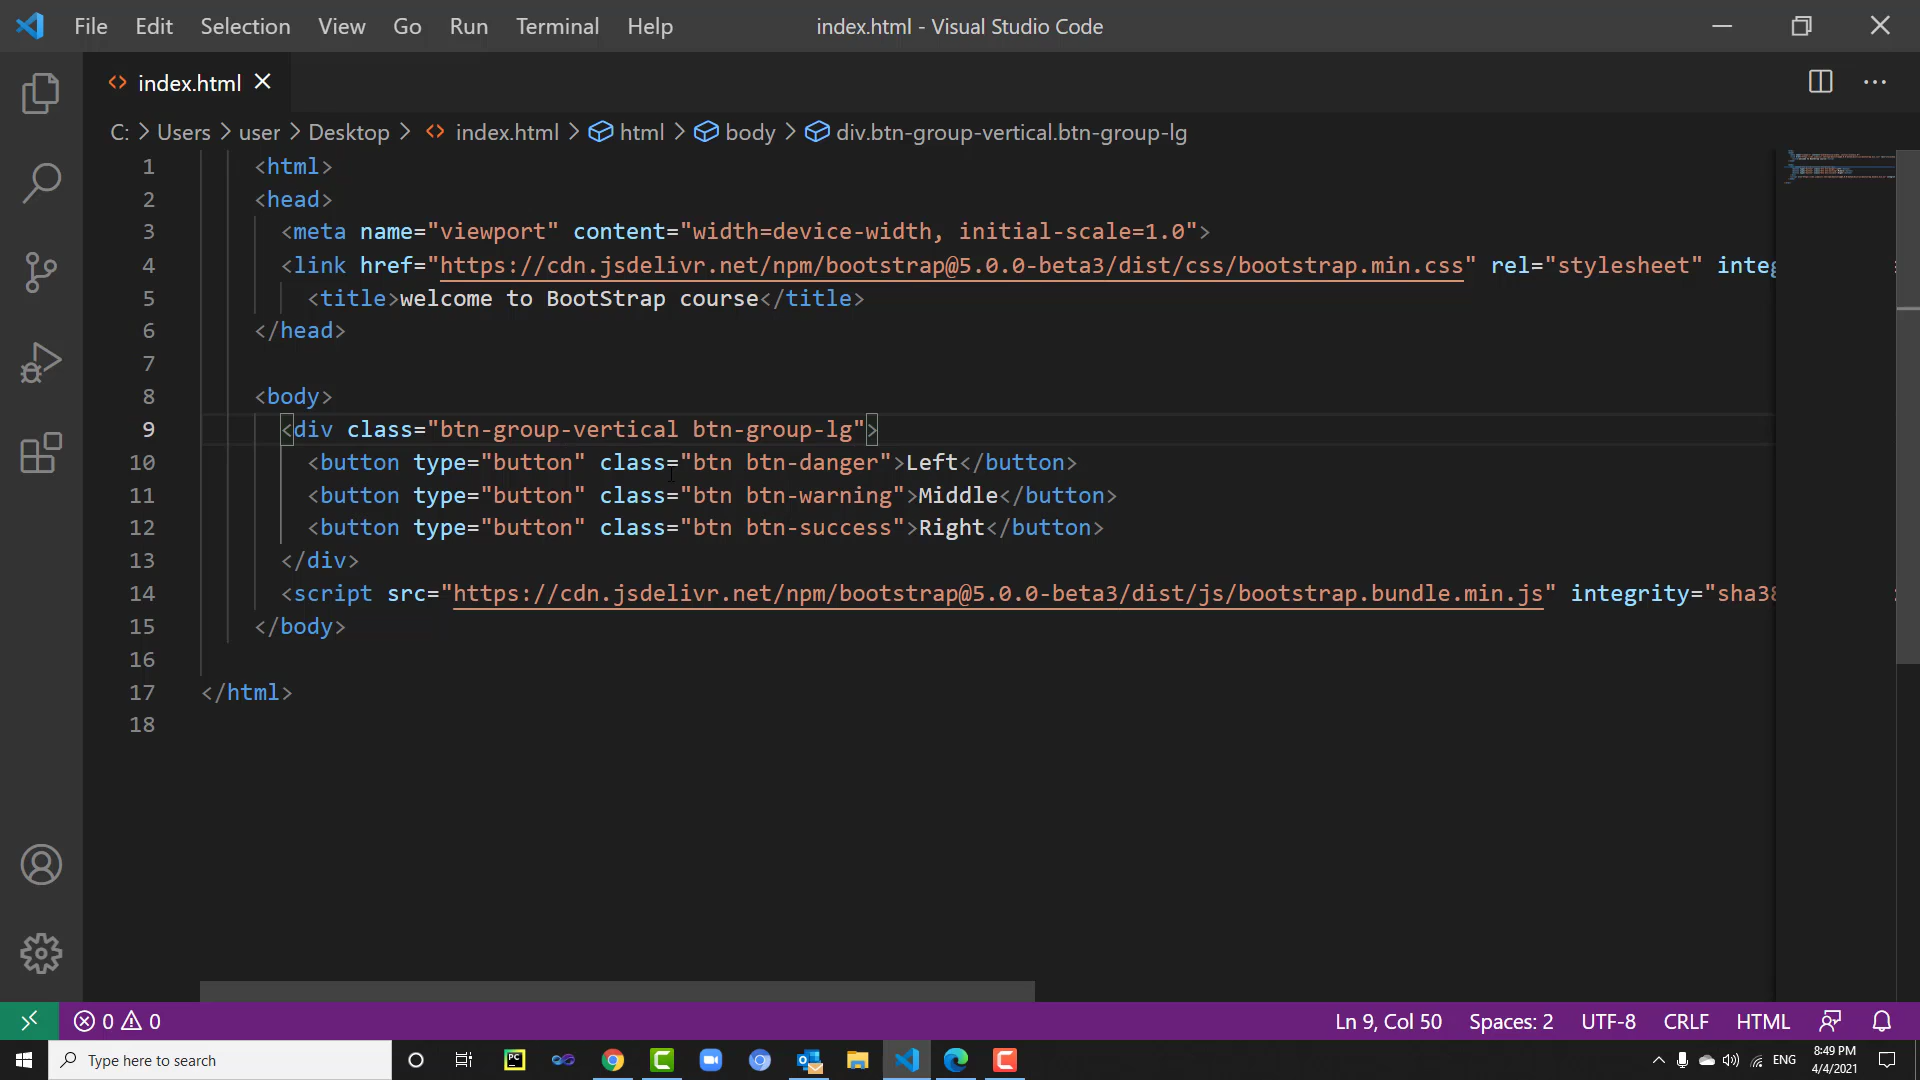 File Edit Selection View Go Run Terminal Help index.html - Visual Studio Code
index.html
C: > Users > user > Desktop > index.html > html > body > div.btn-group-vertical.btn-group-lg
1 <html>
2 <head>
3 <meta name="viewport" content="width=device-width, initial-scale=1.0">
4 <link href="https://cdn.jsdelivr.net/npm/bootstrap@5.0.0-beta3/dist/css/bootstrap.min.css" rel="stylesheet" integ
5 <title>welcome to BootStrap course</title>
6 </head>
7
8 <body>
9 <div class="btn-group-vertical btn-group-lg">
10 <button type="button" class="btn btn-danger">Left</button>
11 <button type="button" class="btn btn-warning">Middle</button>
12 <button type="button" class="btn btn-success">Right</button>
13 </div>
14 <script src="https://cdn.jsdelivr.net/npm/bootstrap@5.0.0-beta3/dist/js/bootstrap.bundle.min.js" integrity="sha38
15 </body>
16
17 </html>
18
0 0 Ln 9, Col 50 Spaces: 2 UTF-8 CRLF HTML
Type here to search ENG 8:49 PM
4/4/2021